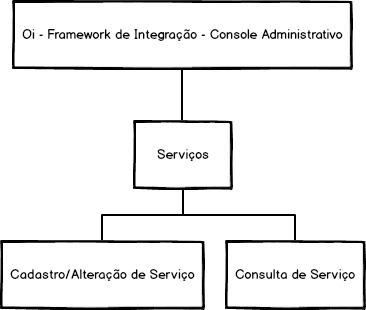 Oi - Framework de Integração - Console Administrativo
Serviços
Cadastro/Alteração de Serviço
Consulta de Serviço